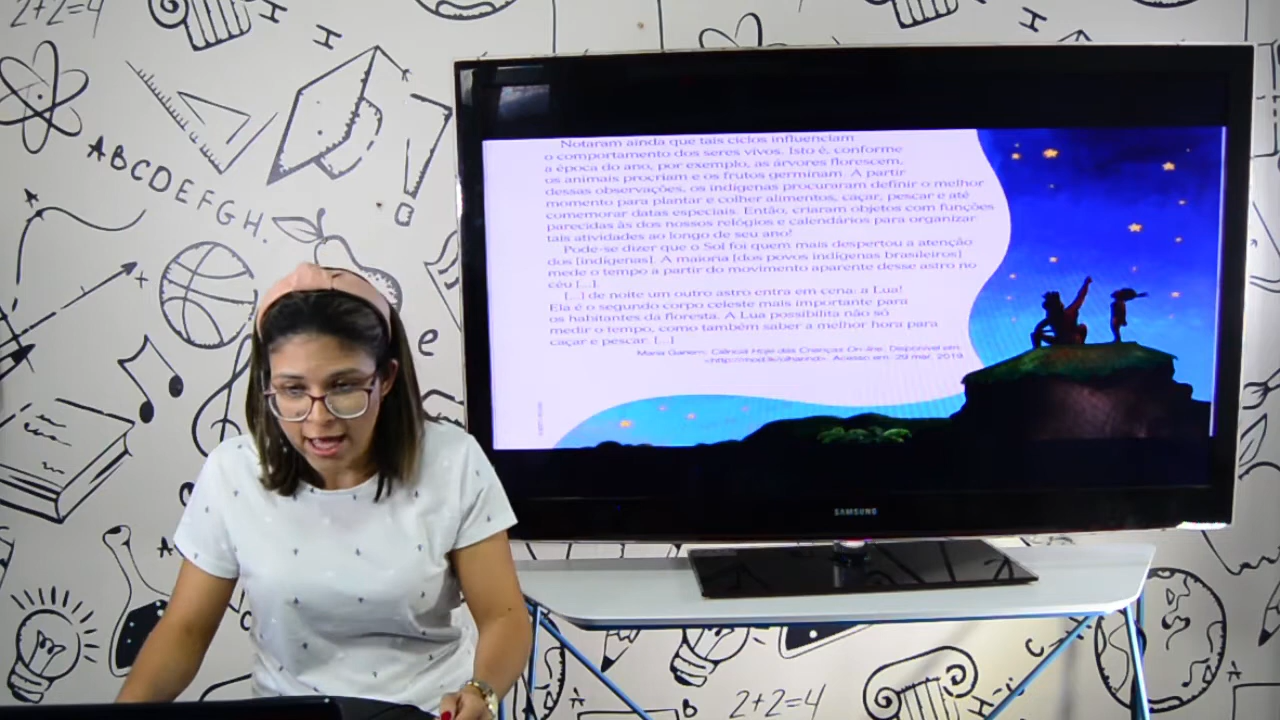 2+2=4
H
I
ABCDEFGH.
Notaram ainda que tais ciclos influenciam
o comportamento dos seres vivos. Isto é, conforme
a época do ano, por exemplo, as árvores florescem,
os animais procriam e os frutos germinam. A partir
dessas observações, os indígenas procuraram definir o melhor
momento para plantar e colher alimentos, caçar, pescar e até
comemorar datas especiais. Então, criaram objetos com funções
parecidas às dos nossos relógios e calendários para organizar
tais atividades ao longo de seu ano!
Pode-se dizer que o Sol foi quem mais despertou a atenção
dos [indígenas]. A maioria [dos povos indígenas brasileiros]
mede o tempo a partir do movimento aparente desse astro no
céu [...].
[...] de noite um outro astro entra em cena: a Lua!
Ela é o segundo corpo celeste mais importante para
os habitantes da floresta. A Lua possibilita não só
medir o tempo, como também saber a melhor hora para
caçar e pescar. [...]
Maria Ganem. Ciência Hoje das Crianças On-line. Disponível em:
Acesso em: 29 mar. 2019.
SAMSUNG
e
2+2=4